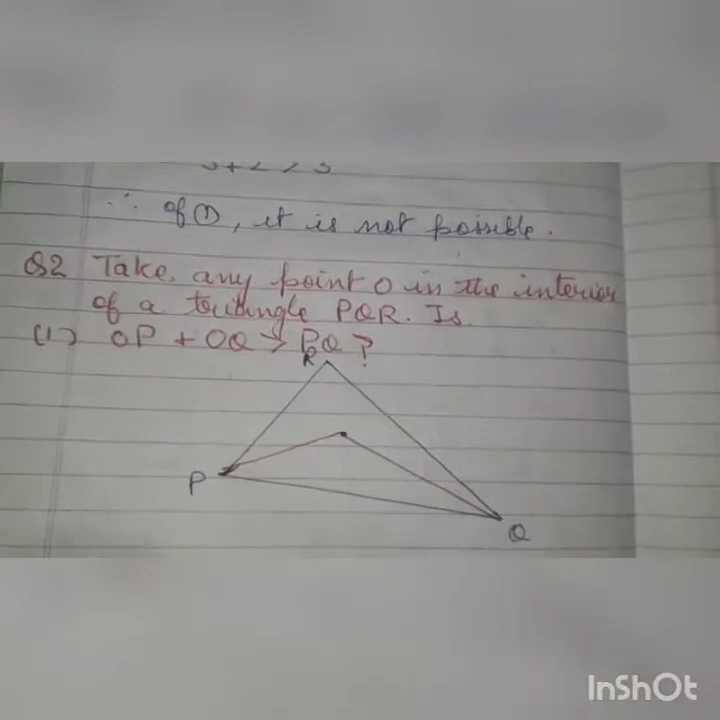 ∴ of ①, it is not possible.
Q2 Take any point O in the interior
of a triangle PQR. Is
(1) OP + OQ > PQ ?
R
P
Q
InShOt